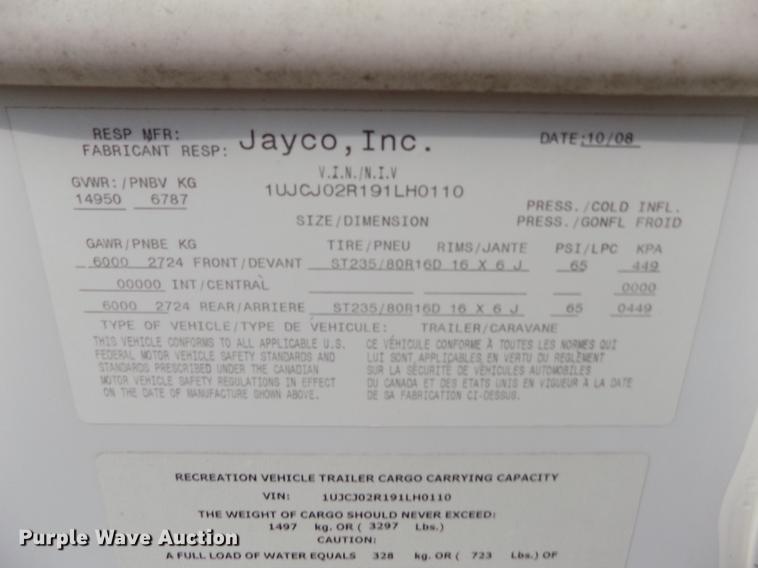 RESP MFR:
FABRICANT RESP: Jayco, Inc. DATE: 10/08
V.I.N./N.I.V
GVWR: /PNBV KG 1UJCJ02R191LH0110
14950 6787
PRESS./COLD INFL.
SIZE/DIMENSION PRESS./GONFL FROID
GAWR/PNBE KG TIRE/PNEU RIMS/JANTE PSI/LPC KPA
6000 2724 FRONT/DEVANT ST235/80R16D 16 X 6 J 65 449
00000 INT/CENTRAL 0000
6000 2724 REAR/ARRIERE ST235/80R16D 16 X 6 J 65 0449
TYPE OF VEHICLE/TYPE DE VEHICULE: TRAILER/CARAVANE
THIS VEHICLE CONFORMS TO ALL APPLICABLE U.S.
FEDERAL MOTOR VEHICLE SAFETY STANDARDS AND
STANDARDS PRESCRIBED UNDER THE CANADIAN
MOTOR VEHICLE SAFETY REGULATIONS IN EFFECT
ON THE DATE OF MANUFACTURE SHOWN ABOVE.
CE VÉHICULE CONFORME À TOUTES LES NORMES QUI
LUI SONT APPLICABLES EN VERTU DU REGLEMENT
SUR LA SÉCURITÉ DE VÉHICULES AUTOMOBILES
DU CANADA ET DES ETATS UNIS EN VIGUEUR À LA DATE
DE SA FABRICATION CI-DESSUS.
RECREATION VEHICLE TRAILER CARGO CARRYING CAPACITY
VIN: 1UJCJ02R191LH0110
THE WEIGHT OF CARGO SHOULD NEVER EXCEED:
1497 kg. OR ( 3297 Lbs.)
CAUTION:
A FULL LOAD OF WATER EQUALS 328 kg. OR ( 723 Lbs.) OF
Purple Wave Auction